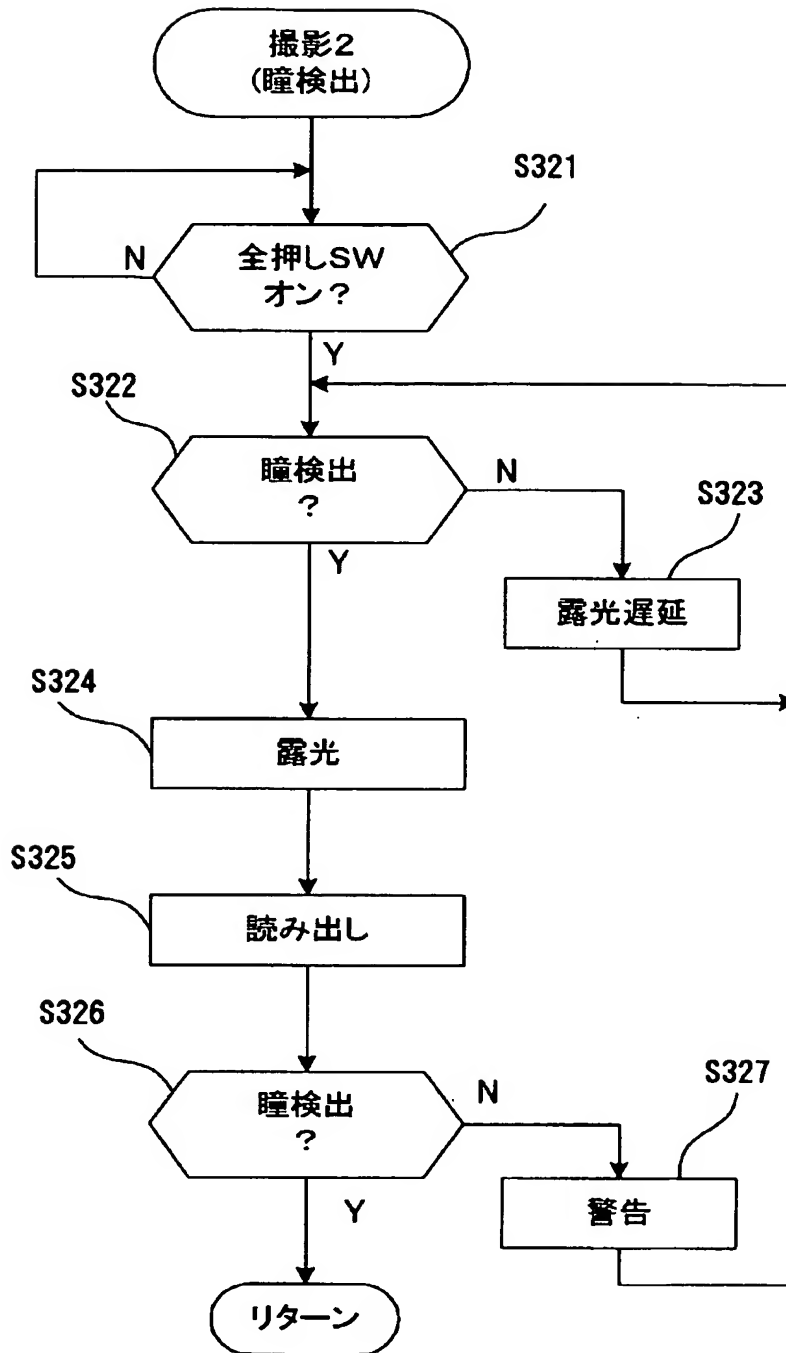 撮影2
(瞳検出)
S321
N
全押しSW
オン?
Y
S322
瞳検出
?
N
Y
S323
露光遅延
S324
露光
S325
読み出し
S326
瞳検出
?
N
Y
S327
警告
リターン